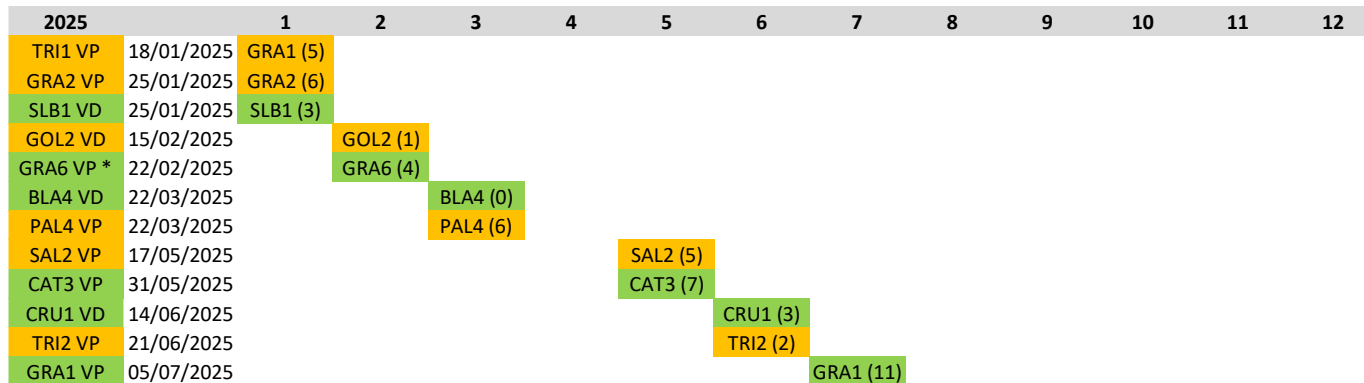 2025 1 2 3 4 5 6 7 8 9 10 11 12
TRI1 VP 18/01/2025 GRA1 (5)
GRA2 VP 25/01/2025 GRA2 (6)
SLB1 VD 25/01/2025 SLB1 (3)
GOL2 VD 15/02/2025 GOL2 (1)
GRA6 VP * 22/02/2025 GRA6 (4)
BLA4 VD 22/03/2025 BLA4 (0)
PAL4 VP 22/03/2025 PAL4 (6)
SAL2 VP 17/05/2025 SAL2 (5)
CAT3 VP 31/05/2025 CAT3 (7)
CRU1 VD 14/06/2025 CRU1 (3)
TRI2 VP 21/06/2025 TRI2 (2)
GRA1 VP 05/07/2025 GRA1 (11)